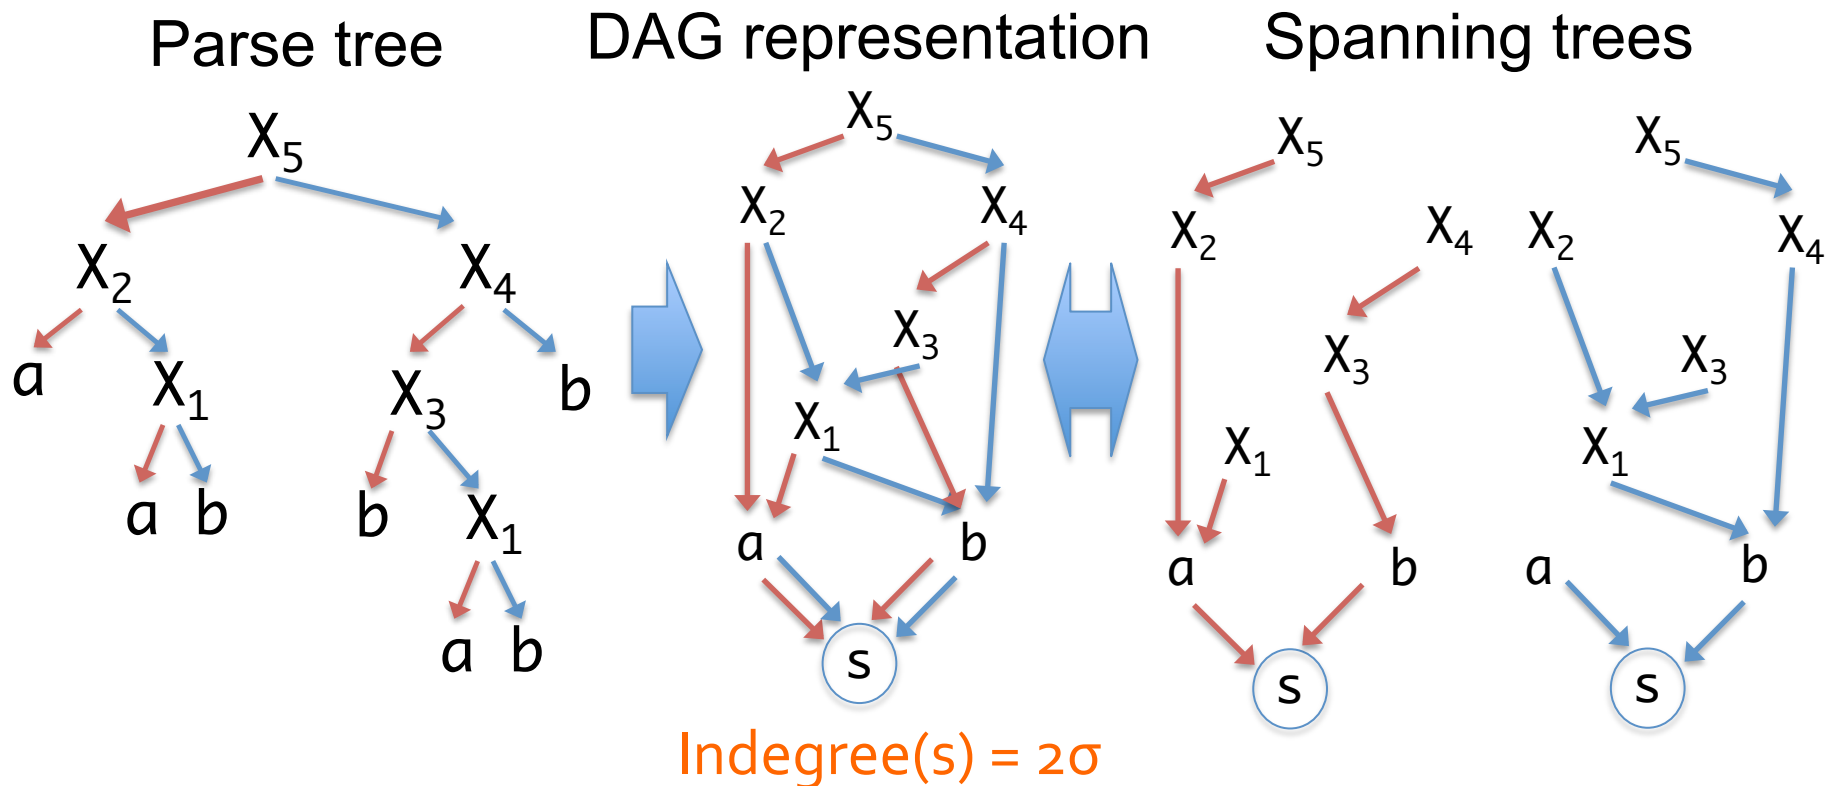 Parse tree
DAG representation
Spanning trees
X₅
X₂ X₄
a X₁ X₃ b
a b b X₁
a b
X₅
X₂ X₄
X₃
X₁
a b
s
Indegree(s) = 2σ
X₅
X₂ X₄
X₃
X₁
a b
s
X₅
X₂ X₄
X₃
X₁
a b
s